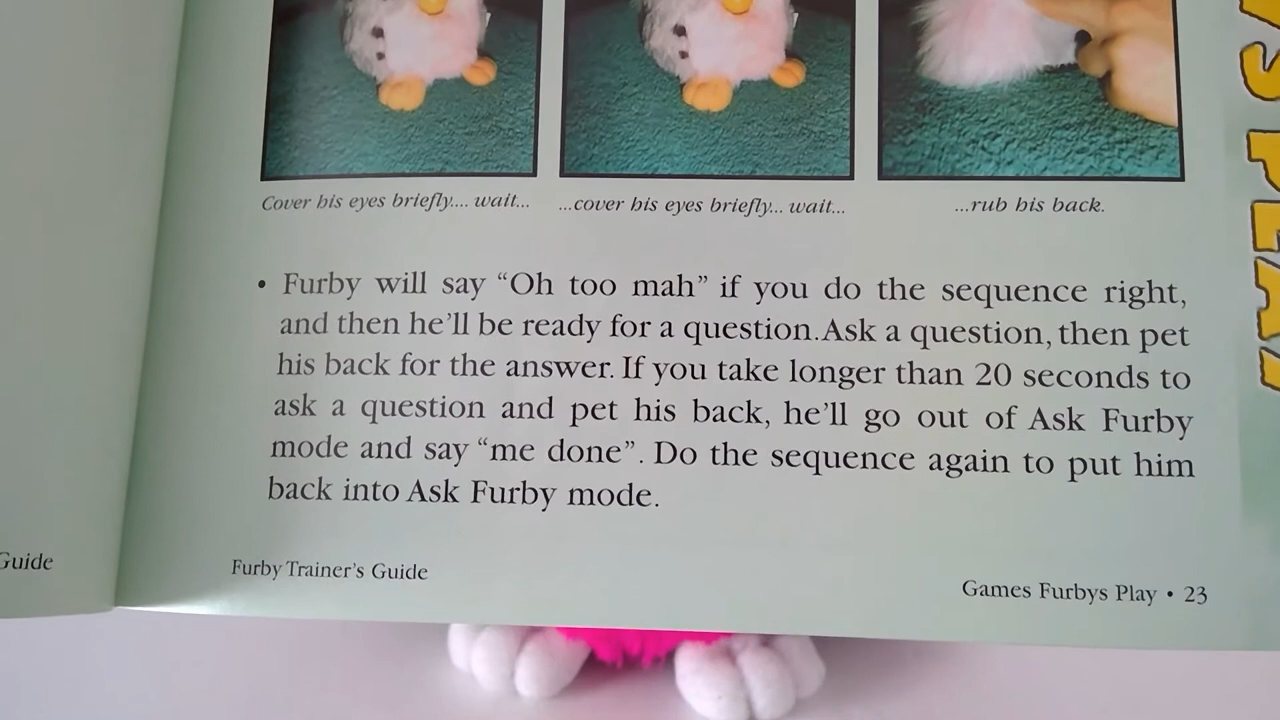 Cover his eyes briefly.... wait...
...cover his eyes briefly... wait...
...rub his back.
• Furby will say “Oh too mah” if you do the sequence right,
and then he’ll be ready for a question.Ask a question, then pet
his back for the answer. If you take longer than 20 seconds to
ask a question and pet his back, he’ll go out of Ask Furby
mode and say “me done”. Do the sequence again to put him
back into Ask Furby mode.
Guide
Furby Trainer’s Guide
Games Furbys Play • 23